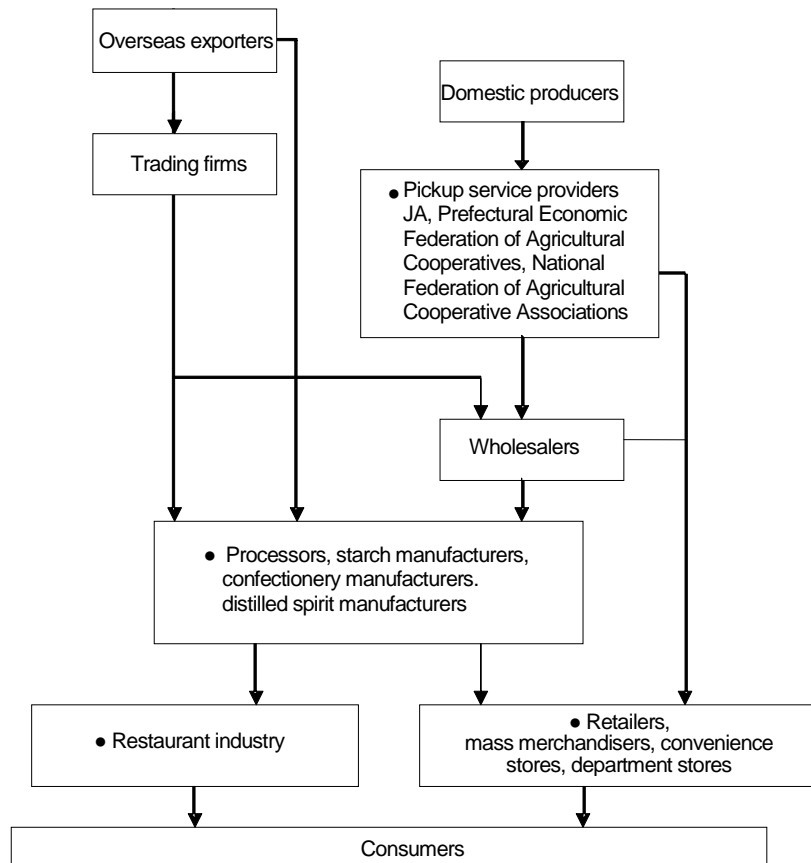 Overseas exporters
Domestic producers
Trading firms
● Pickup service providers
JA, Prefectural Economic
Federation of Agricultural
Cooperatives, National
Federation of Agricultural
Cooperative Associations
Wholesalers
● Processors, starch manufacturers,
confectionery manufacturers.
distilled spirit manufacturers
● Restaurant industry
● Retailers,
mass merchandisers, convenience
stores, department stores
Consumers